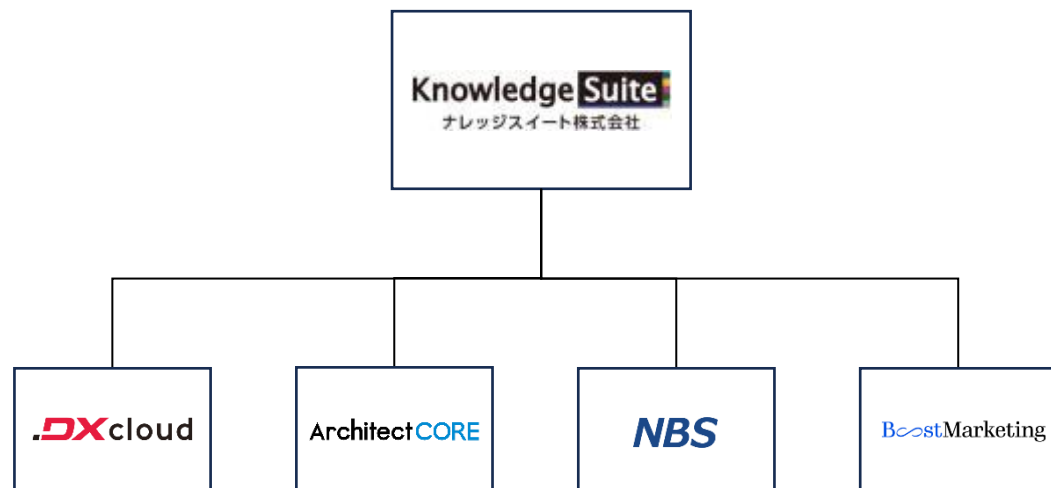 Knowledge Suite
ナレッジスイート株式会社
.DXcloud
ArchitectCORE
NBS
BoostMarketing